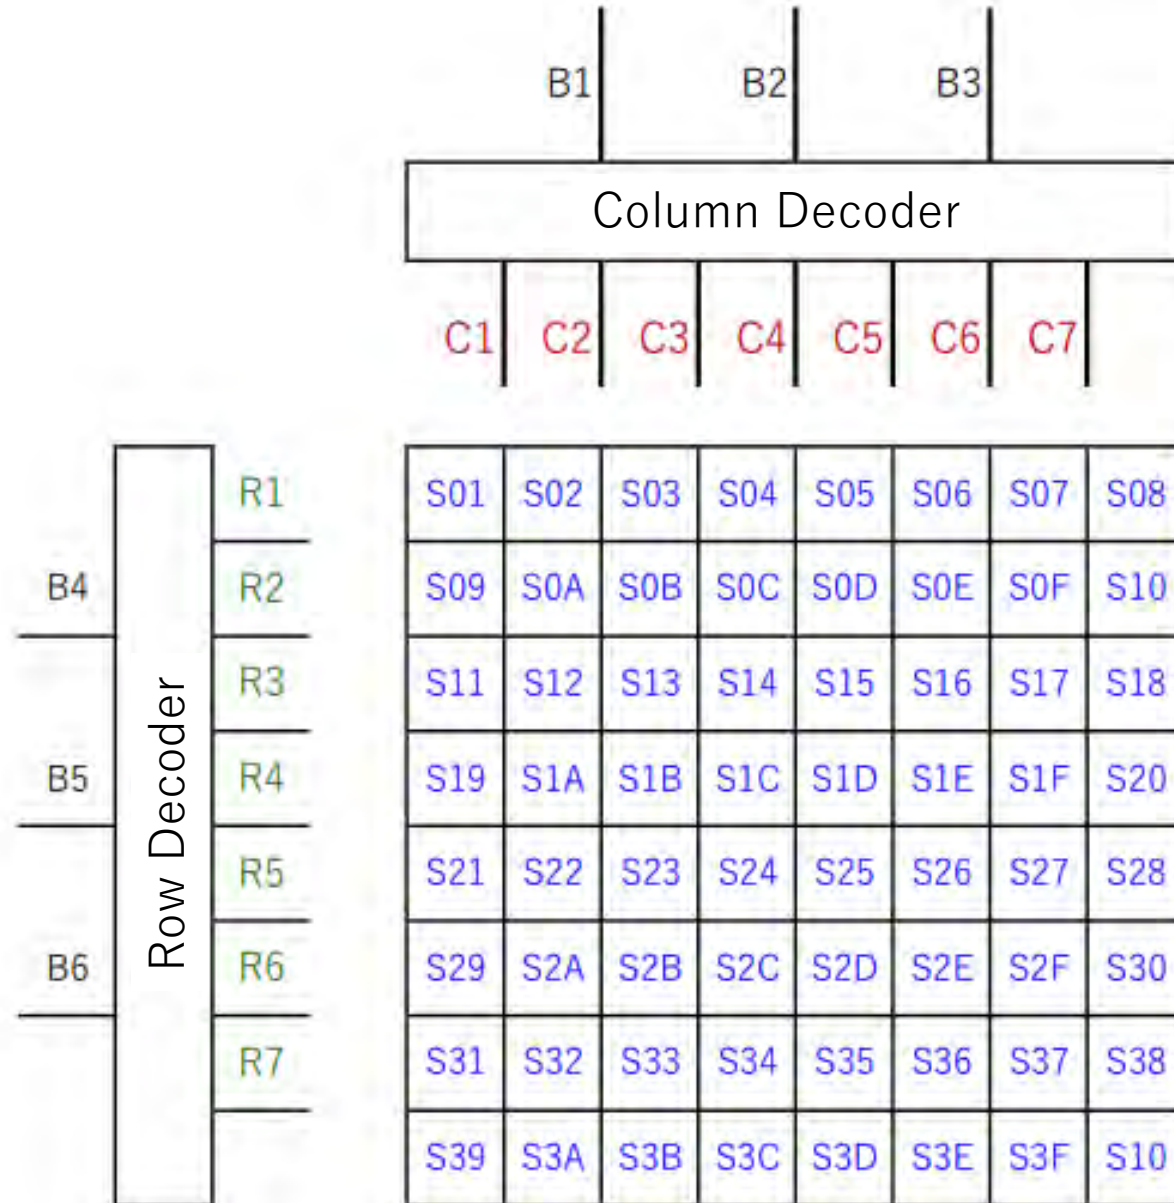 B1 B2 B3
Column Decoder
C1 C2 C3 C4 C5 C6 C7
R1 S01 S02 S03 S04 S05 S06 S07 S08
B4 R2 S09 S0A S0B S0C S0D S0E S0F S10
R3 S11 S12 S13 S14 S15 S16 S17 S18
Row Decoder
B5 R4 S19 S1A S1B S1C S1D S1E S1F S20
R5 S21 S22 S23 S24 S25 S26 S27 S28
B6 R6 S29 S2A S2B S2C S2D S2E S2F S30
R7 S31 S32 S33 S34 S35 S36 S37 S38
S39 S3A S3B S3C S3D S3E S3F S10